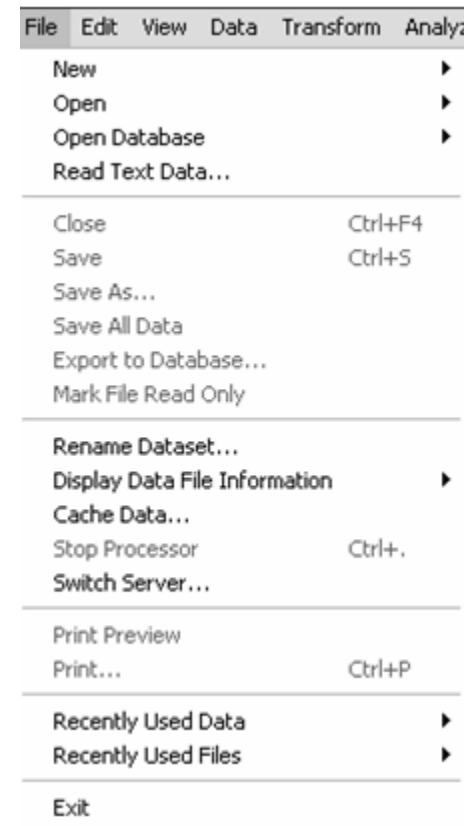 File Edit View Data Transform Analyz
New
Open
Open Database
Read Text Data...
Close Ctrl+F4
Save Ctrl+S
Save As...
Save All Data
Export to Database...
Mark File Read Only
Rename Dataset...
Display Data File Information
Cache Data...
Stop Processor Ctrl+.
Switch Server...
Print Preview
Print... Ctrl+P
Recently Used Data
Recently Used Files
Exit